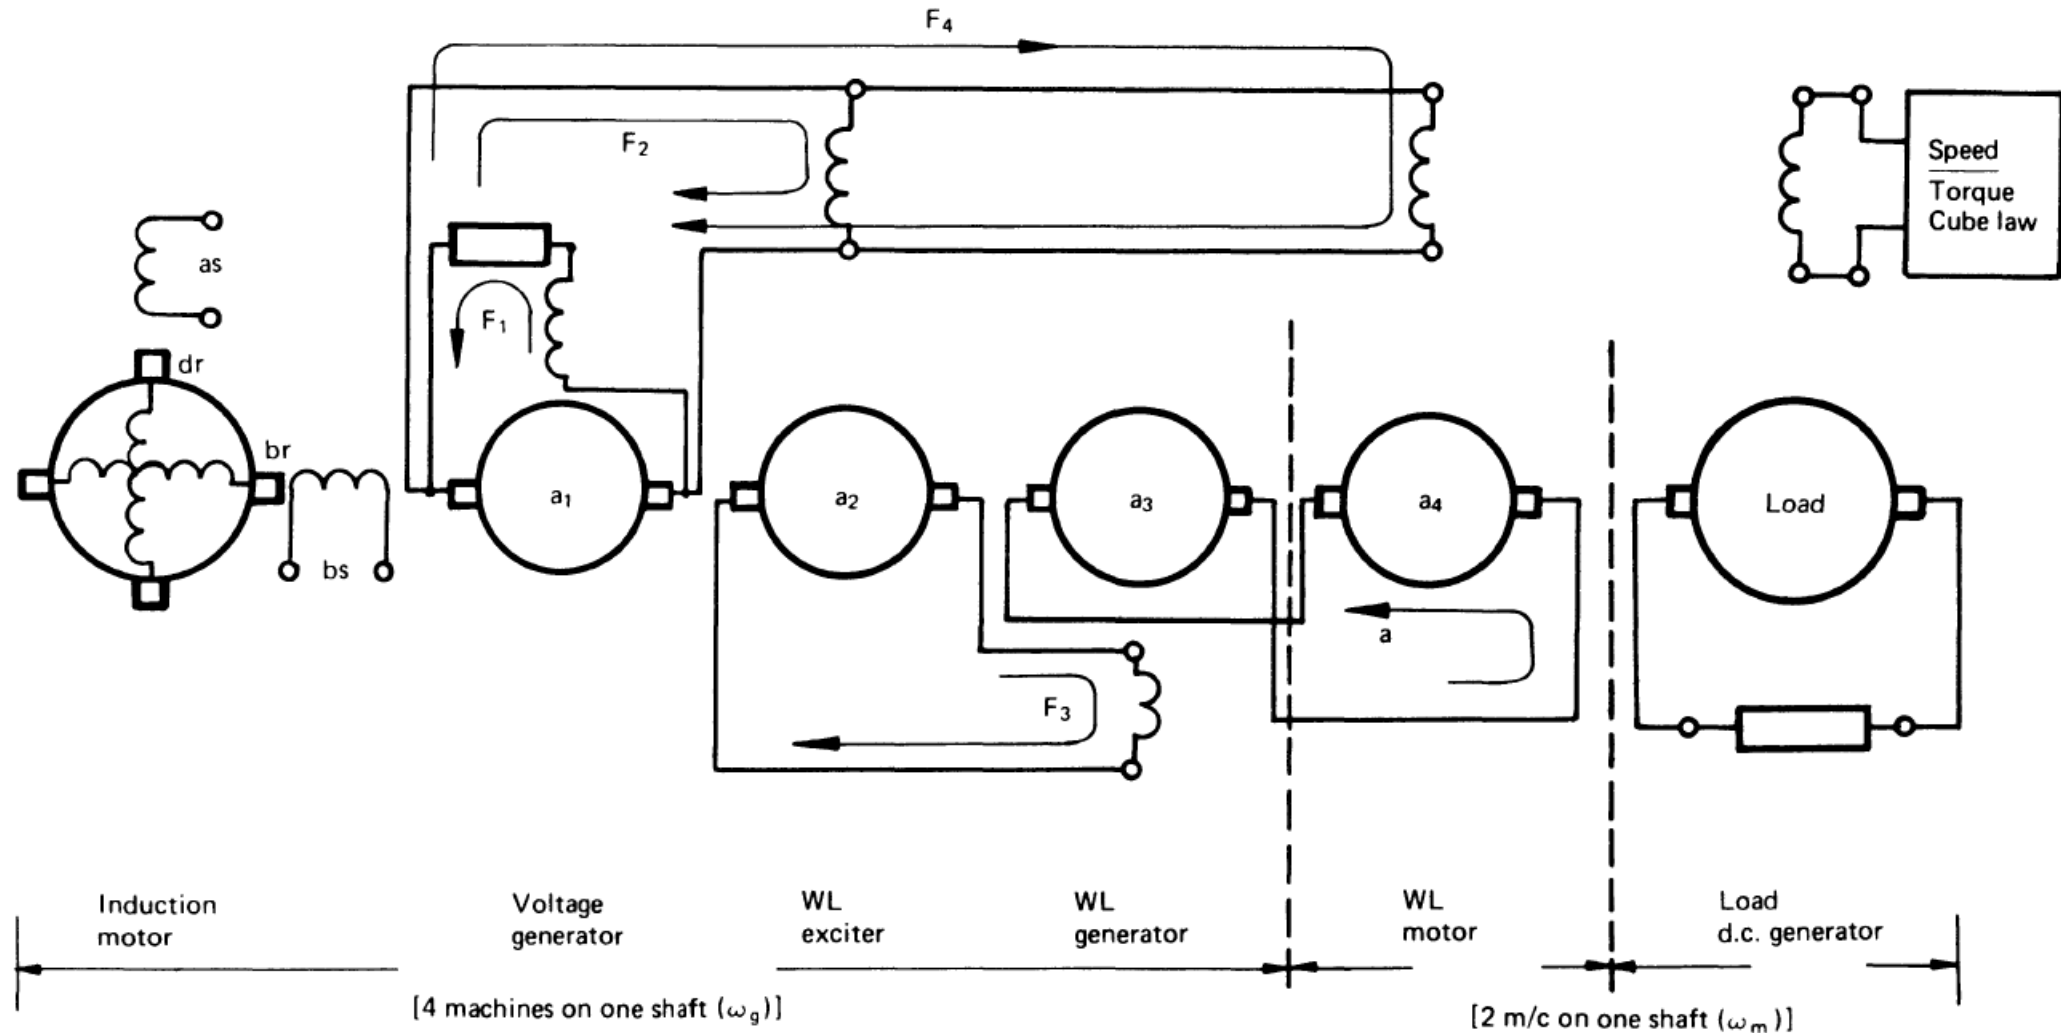 F4
F2
Speed
Torque
Cube law
as
F1
dr
br
a1
a2
a3
a4
Load
bs
a
F3
Induction
motor
Voltage
generator
WL
exciter
WL
generator
WL
motor
Load
d.c. generator
[4 machines on one shaft (ωg)]
[2 m/c on one shaft (ωm)]